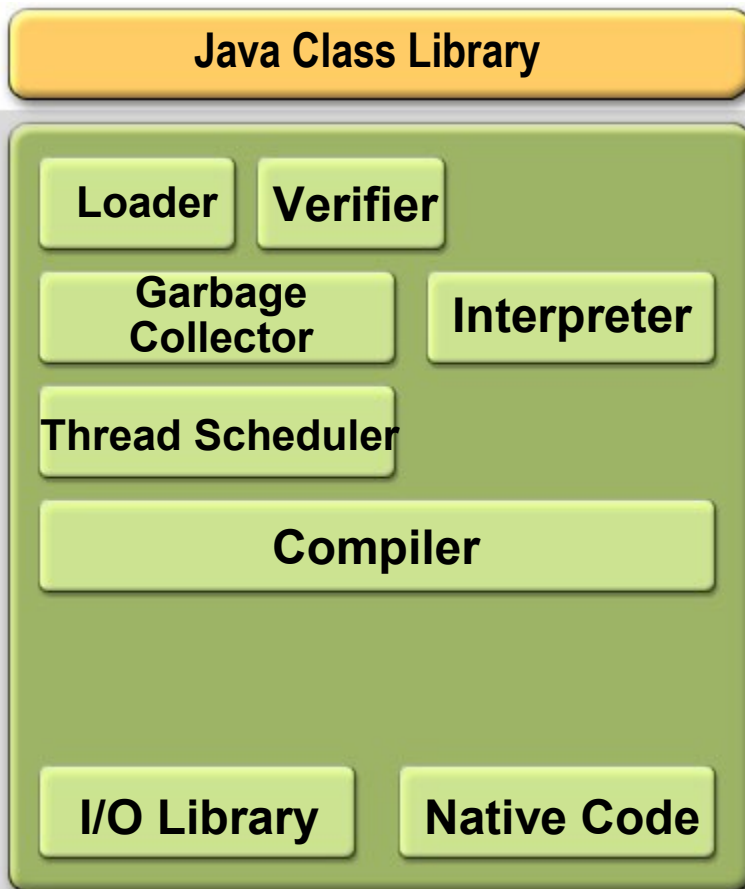 Java Class Library
Loader
Verifier
Garbage
Collector
Interpreter
Thread Scheduler
Compiler
I/O Library
Native Code